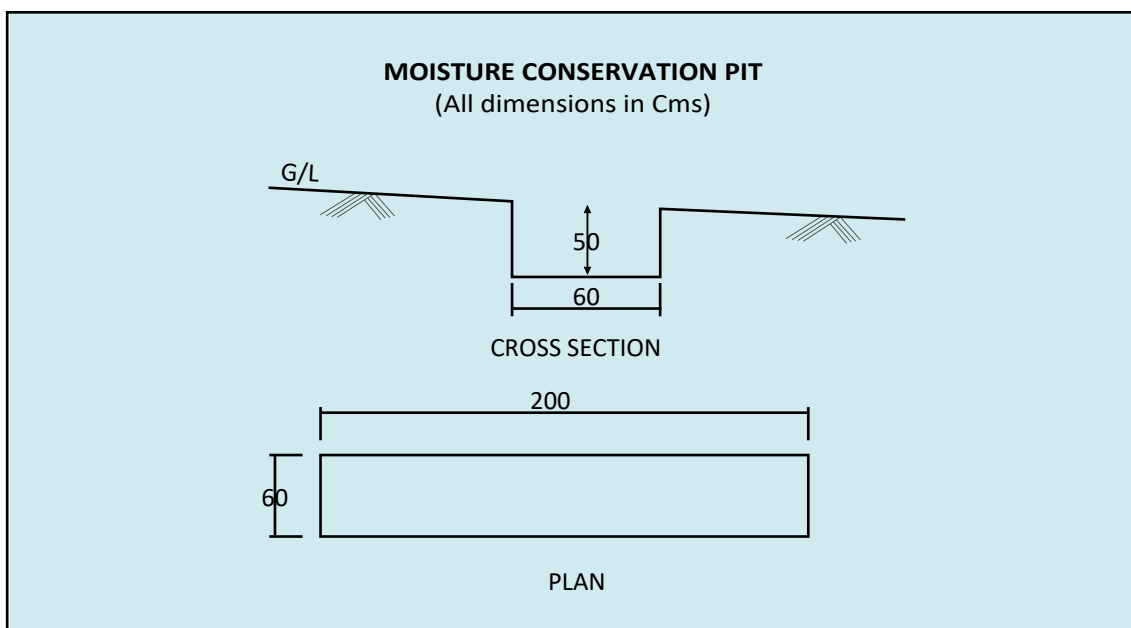 MOISTURE CONSERVATION PIT
(All dimensions in Cms)
G/L
50
60
CROSS SECTION
200
60
PLAN